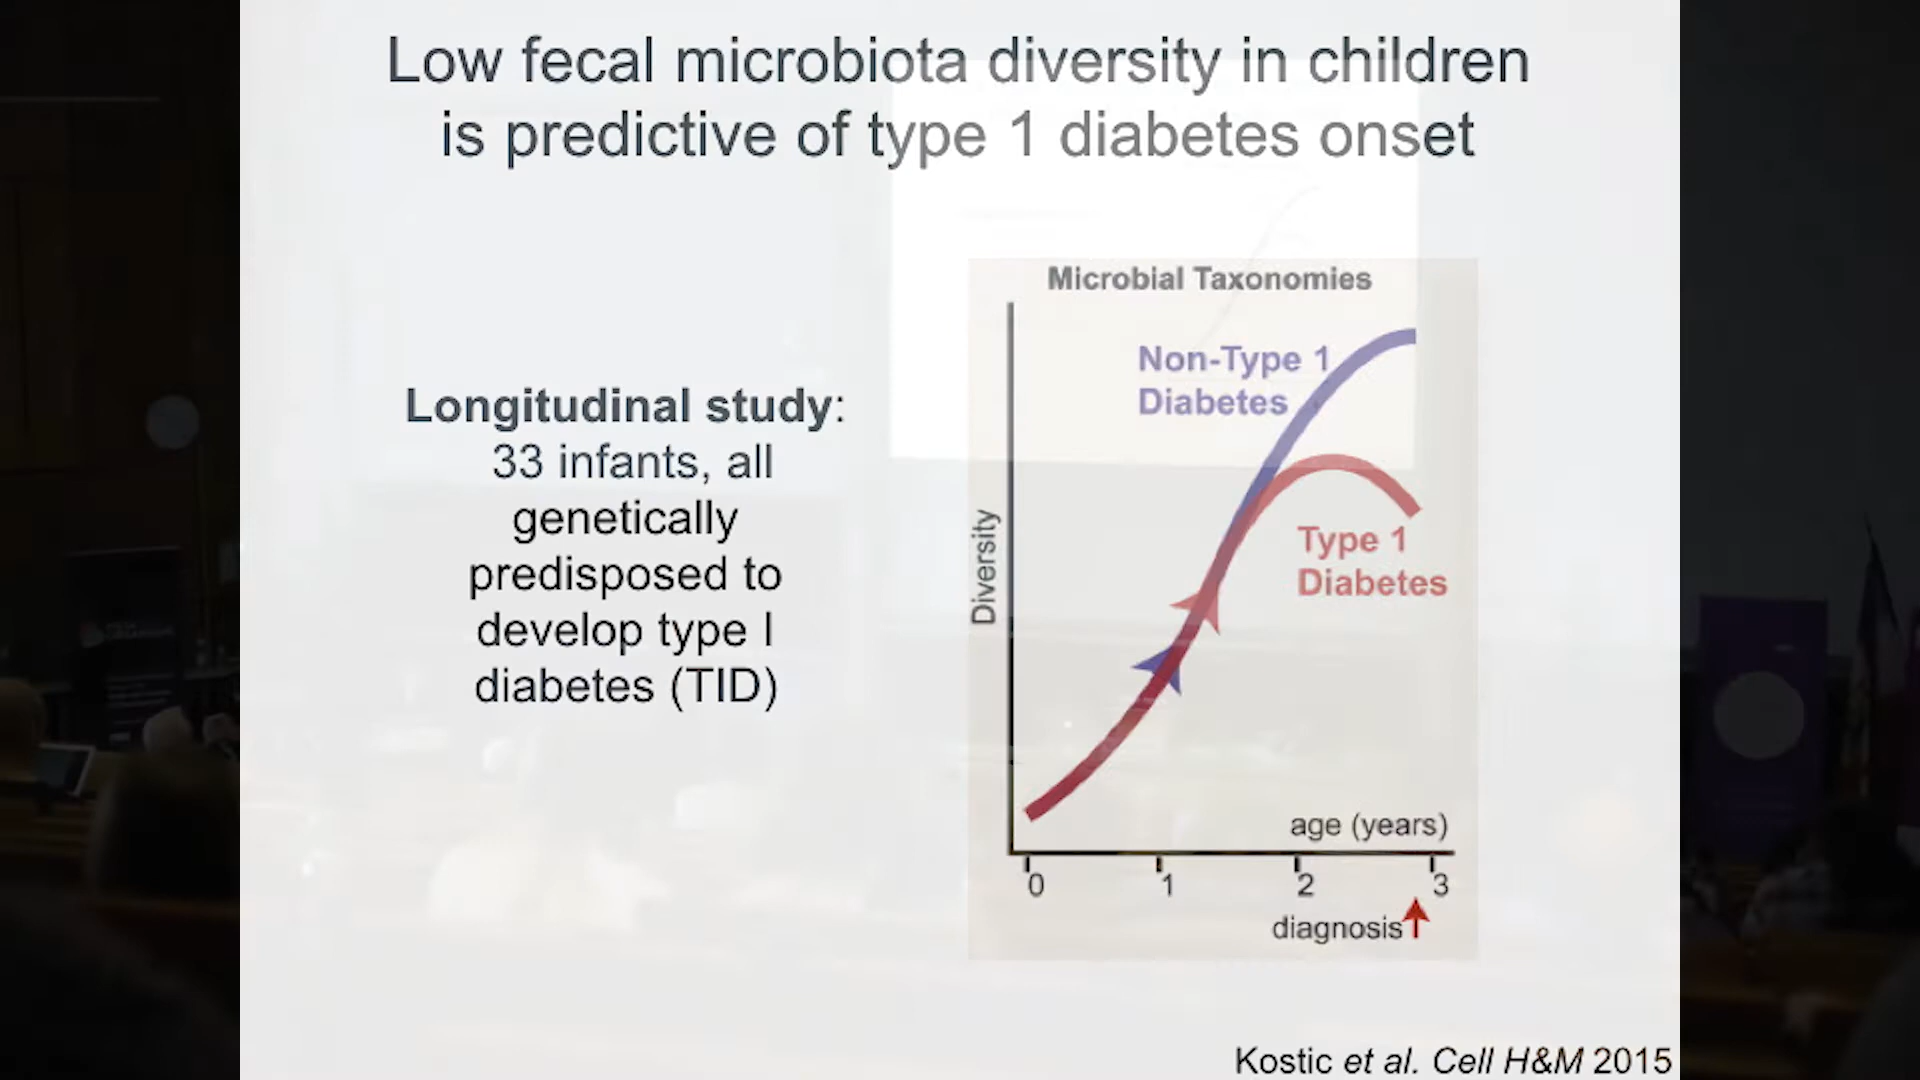 Low fecal microbiota diversity in children
is predictive of type 1 diabetes onset
Longitudinal study:
33 infants, all
genetically
predisposed to
develop type I
diabetes (TID)
Microbial Taxonomies
Non-Type 1
Diabetes
Type 1
Diabetes
Diversity
age (years)
0 1 2 3
diagnosis
Kostic et al. Cell H&M 2015